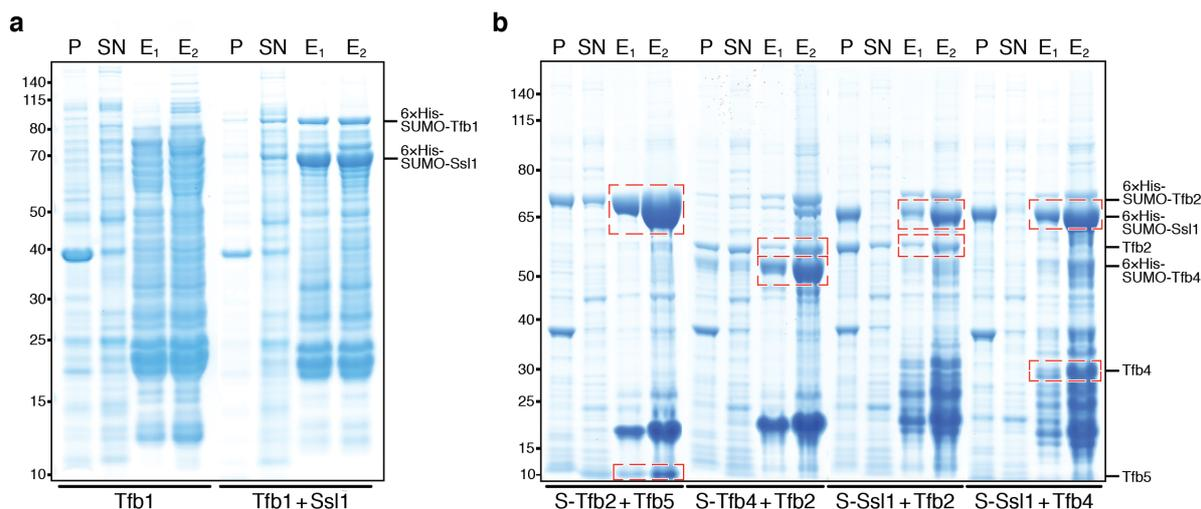 a
P SN E₁ E₂ P SN E₁ E₂
140
115
80
70
50
40
30
25
15
10
6×His-
SUMO-Tfb1
6×His-
SUMO-Ssl1
Tfb1
Tfb1+Ssl1
b
P SN E₁ E₂ P SN E₁ E₂ P SN E₁ E₂ P SN E₁ E₂
140
115
80
65
50
40
30
25
15
10
6×His-
SUMO-Tfb2
6×His-
SUMO-Ssl1
Tfb2
6×His-
SUMO-Tfb4
Tfb4
Tfb5
S-Tfb2+Tfb5
S-Tfb4+Tfb2
S-Ssl1+Tfb2
S-Ssl1+Tfb4